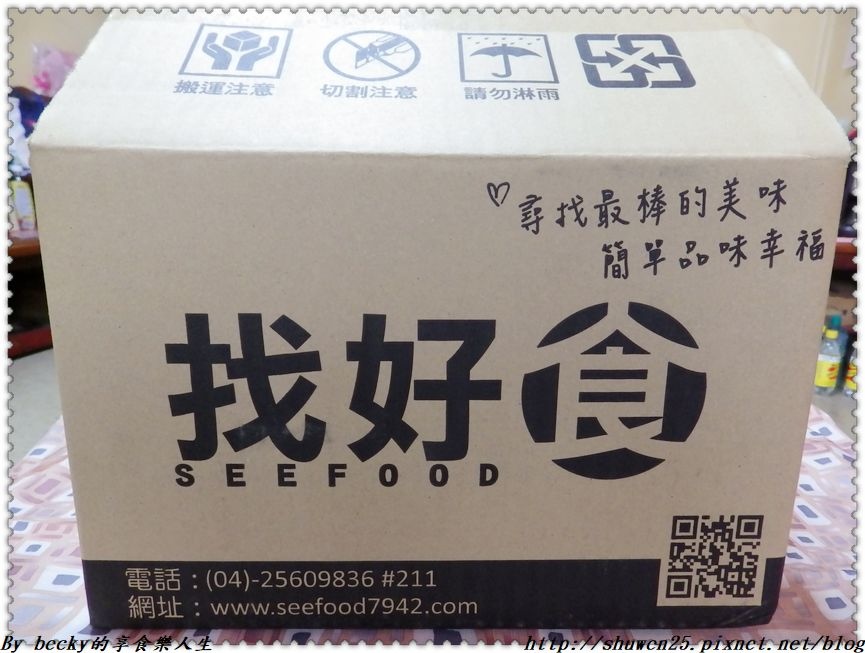 搬運注意 切割注意 請勿淋雨
尋找最棒的美味
簡單品味幸福
找好食
SEEFOOD
電話:(04)-25609836 #211
網址:www.seefood7942.com
By becky的享食樂人生
http://shuwen25.pixnet.net/blog